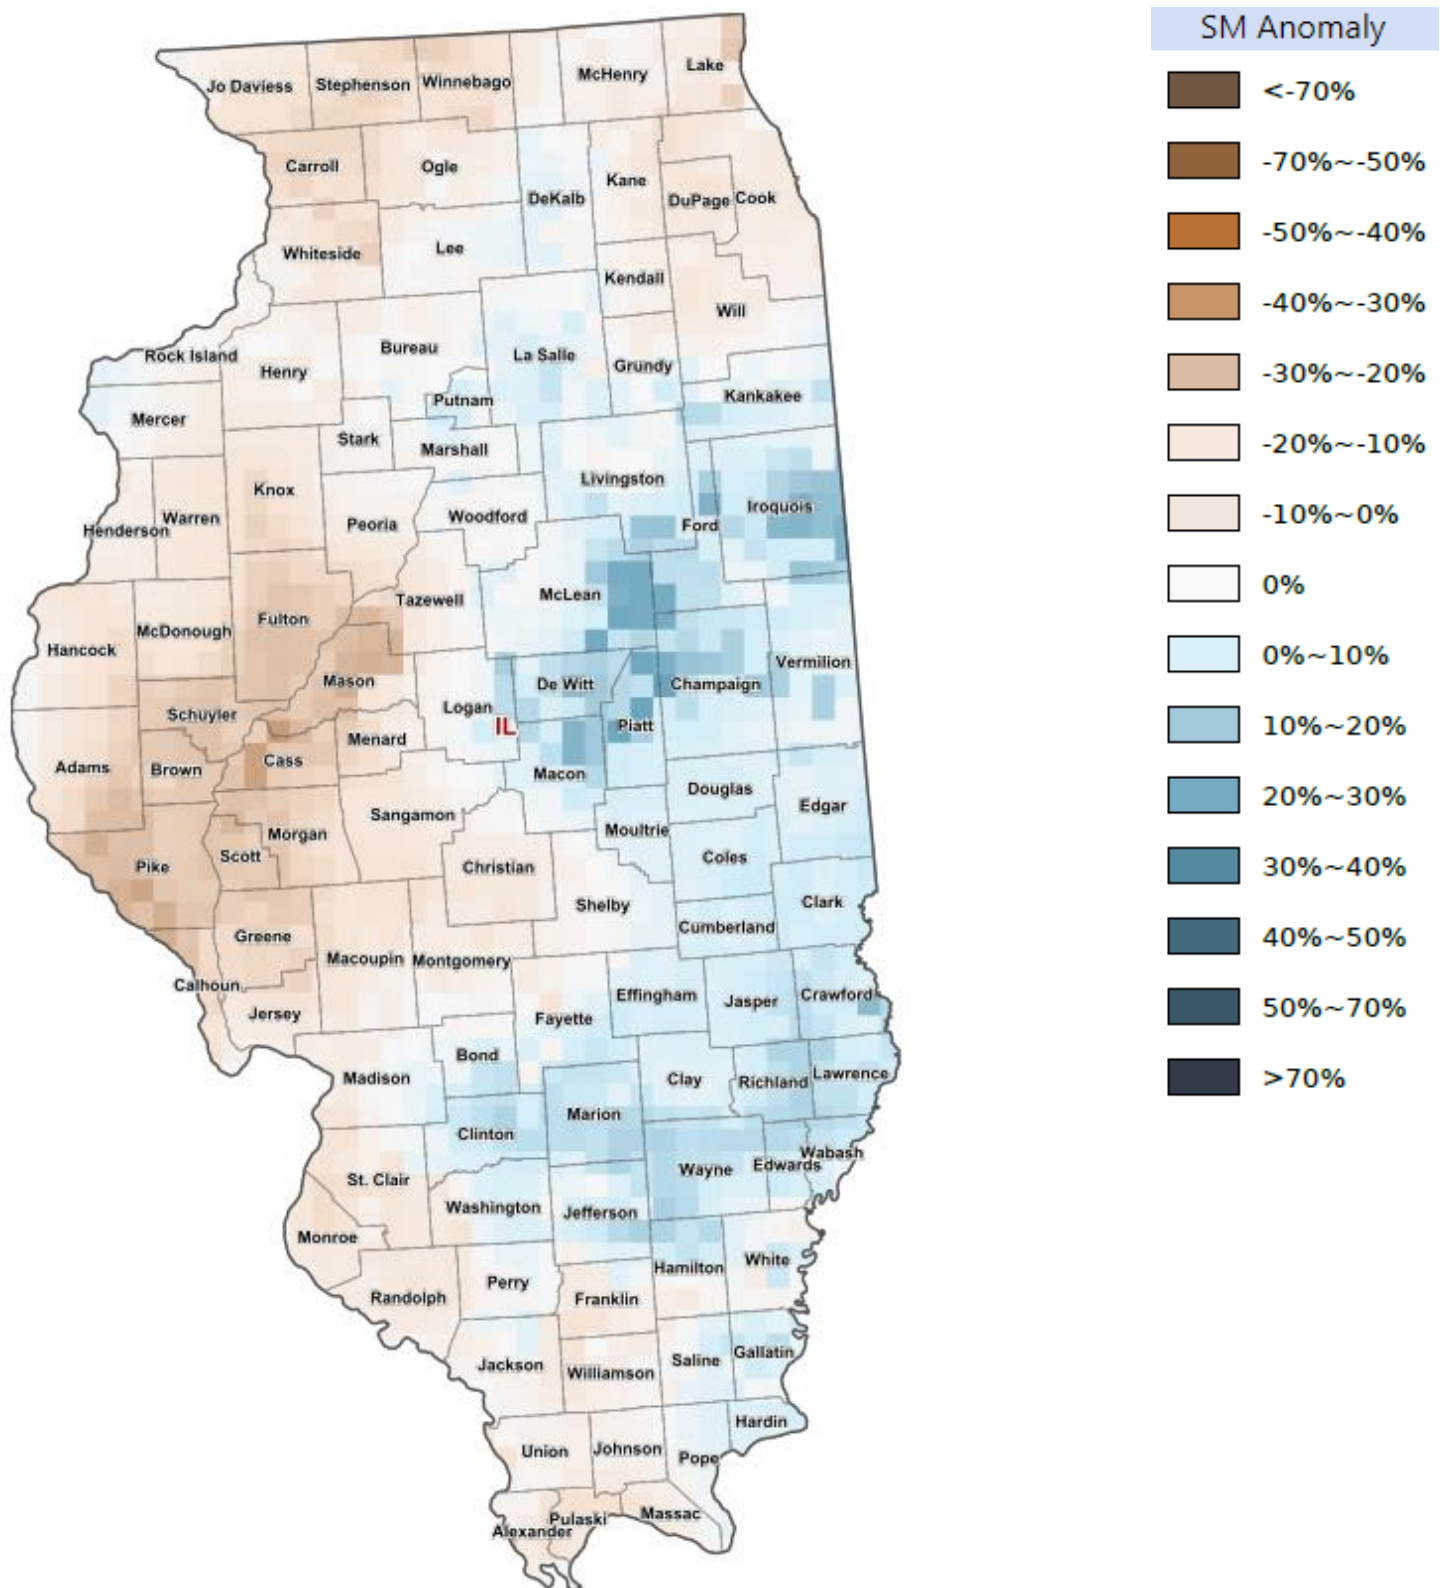 SM Anomaly
<-70%
-70%~-50%
-50%~-40%
-40%~-30%
-30%~-20%
-20%~-10%
-10%~0%
0%
0%~10%
10%~20%
20%~30%
30%~40%
40%~50%
50%~70%
>70%
Jo Daviess
Stephenson
Winnebago
McHenry
Lake
Carroll
Ogle
DeKalb
Kane
DuPage
Cook
Whiteside
Lee
Kendall
Will
Rock Island
Henry
Bureau
La Salle
Grundy
Kankakee
Mercer
Putnam
Stark
Marshall
Knox
Livingston
Iroquois
Henderson
Warren
Peoria
Woodford
Ford
Hancock
McDonough
Fulton
Tazewell
McLean
Vermilion
Mason
Logan
De Witt
Champaign
Schuyler
IL
Piatt
Adams
Brown
Cass
Menard
Macon
Douglas
Edgar
Sangamon
Pike
Scott
Morgan
Moultrie
Coles
Christian
Shelby
Clark
Cumberland
Greene
Macoupin
Montgomery
Calhoun
Jersey
Effingham
Jasper
Crawford
Fayette
Bond
Madison
Clay
Richland
Lawrence
Clinton
Marion
St. Clair
Wayne
Edwards
Wabash
Washington
Jefferson
Monroe
White
Hamilton
Perry
Randolph
Franklin
Jackson
Williamson
Saline
Gallatin
Hardin
Union
Johnson
Pope
Alexander
Pulaski
Massac